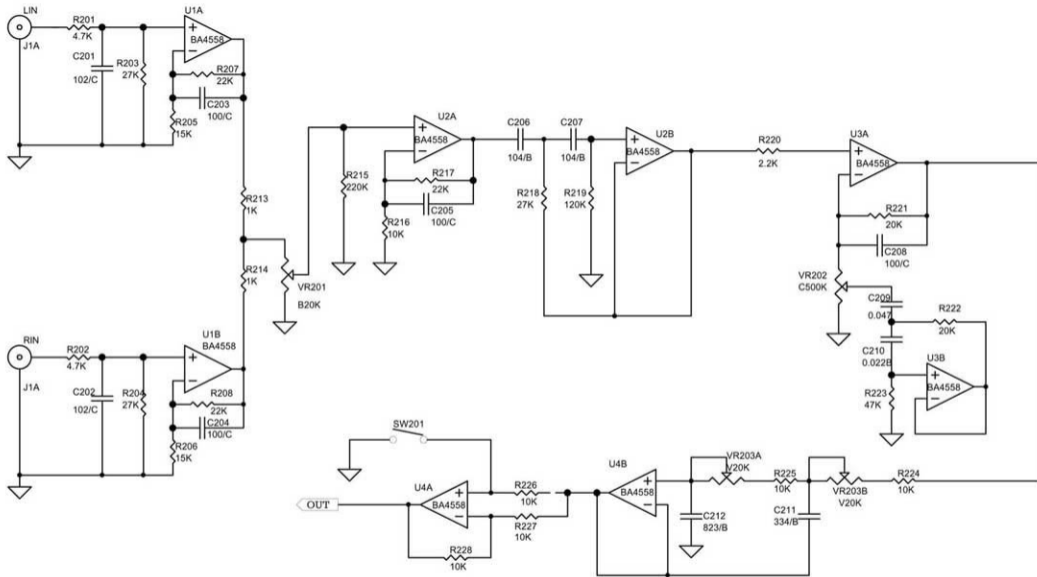 LIN
J1A
R201
4.7K
C201
102/C
R203
27K
U1A
BA4558
R207
22K
C203
100/C
R205
15K
R213
1K
R214
1K
VR201
B20K
RIN
J1A
R202
4.7K
C202
102/C
R204
27K
U1B
BA4558
R208
22K
C204
100/C
R206
15K
R215
220K
U2A
BA4558
R217
22K
C205
100/C
R216
10K
C206
104/B
C207
104/B
R218
27K
R219
120K
U2B
BA4558
R220
2.2K
U3A
BA4558
R221
20K
C208
100/C
VR202
C500K
C209
0.047
R222
20K
C210
0.022B
U3B
BA4558
R223
47K
SW201
U4A
BA4558
OUT
R226
10K
R227
10K
R228
10K
U4B
BA4558
C212
823/B
VR203A
V20K
R225
10K
C211
334/B
VR203B
V20K
R224
10K